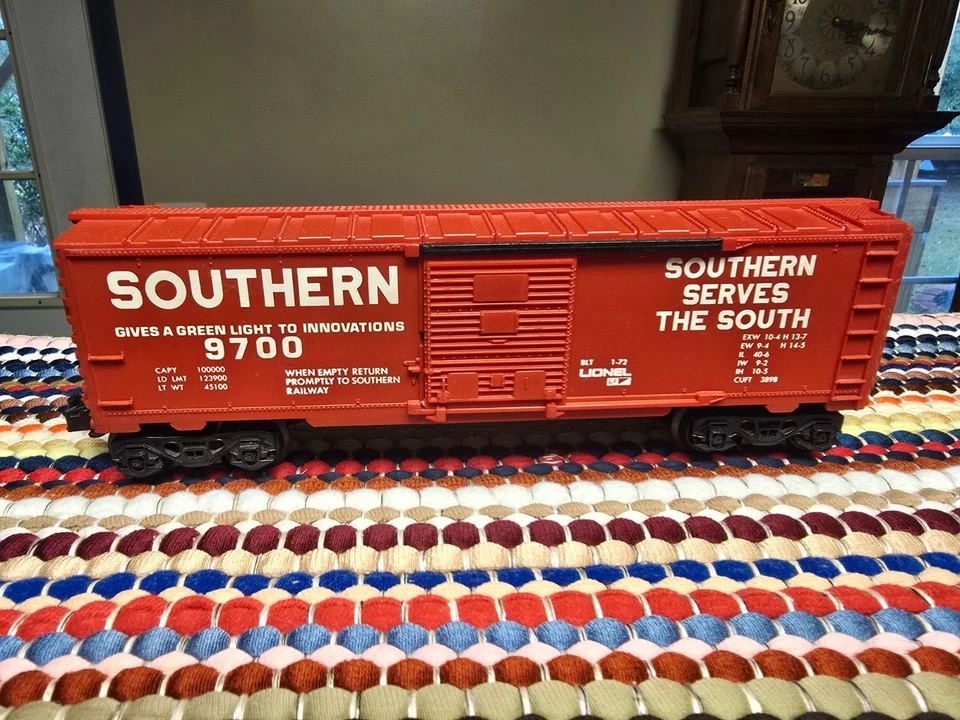 SOUTHERN
GIVES A GREEN LIGHT TO INNOVATIONS
9700
CAPY 100000
LD LMT 123900
LT WT 45100
WHEN EMPTY RETURN
PROMPTLY TO SOUTHERN
RAILWAY
BLT 1-72
LIONEL
SOUTHERN
SERVES
THE SOUTH
EXW 10-4 H 13-7
EW 9-4 H 14-5
IL 40-6
IW 9-2
IH 10-5
CUFT 3898